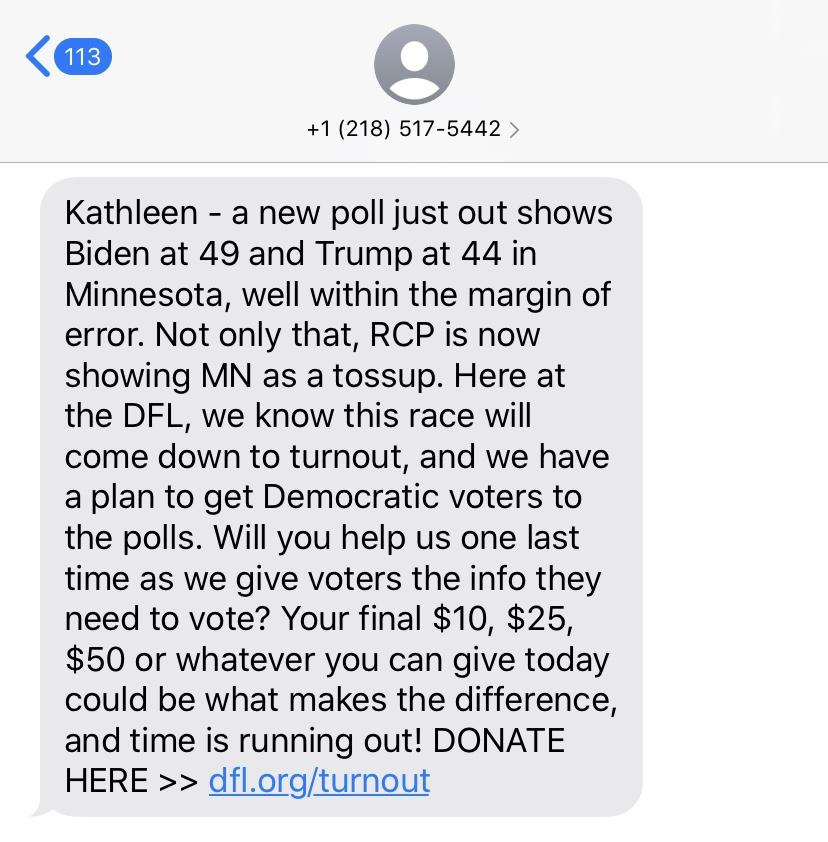 113
+1 (218) 517-5442
Kathleen - a new poll just out shows
Biden at 49 and Trump at 44 in
Minnesota, well within the margin of
error. Not only that, RCP is now
showing MN as a tossup. Here at
the DFL, we know this race will
come down to turnout, and we have
a plan to get Democratic voters to
the polls. Will you help us one last
time as we give voters the info they
need to vote? Your final $10, $25,
$50 or whatever you can give today
could be what makes the difference,
and time is running out! DONATE
HERE >> dfl.org/turnout